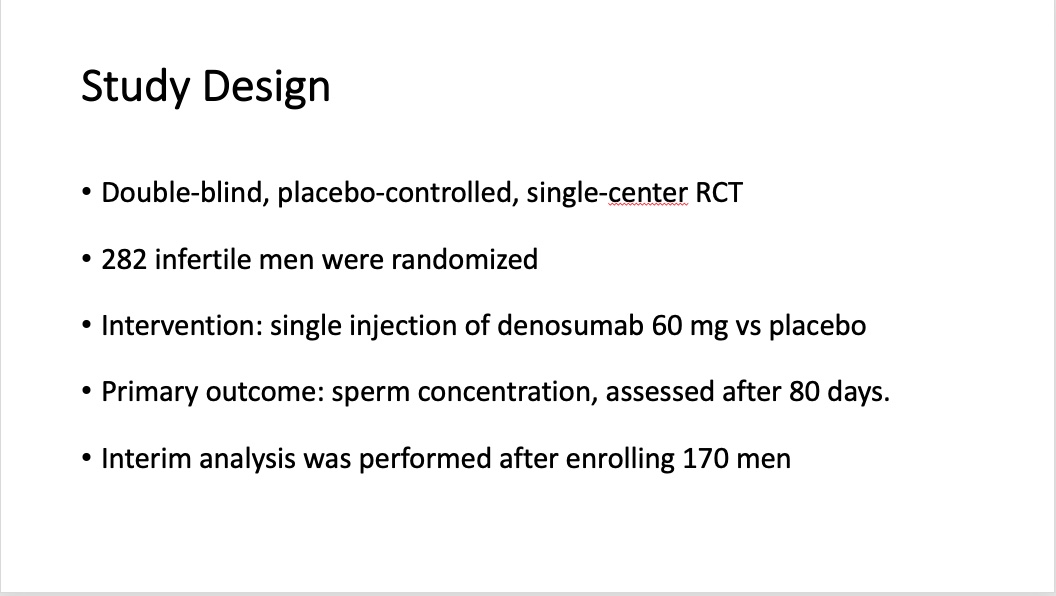 Study Design
• Double-blind, placebo-controlled, single-center RCT
• 282 infertile men were randomized
• Intervention: single injection of denosumab 60 mg vs placebo
• Primary outcome: sperm concentration, assessed after 80 days.
• Interim analysis was performed after enrolling 170 men